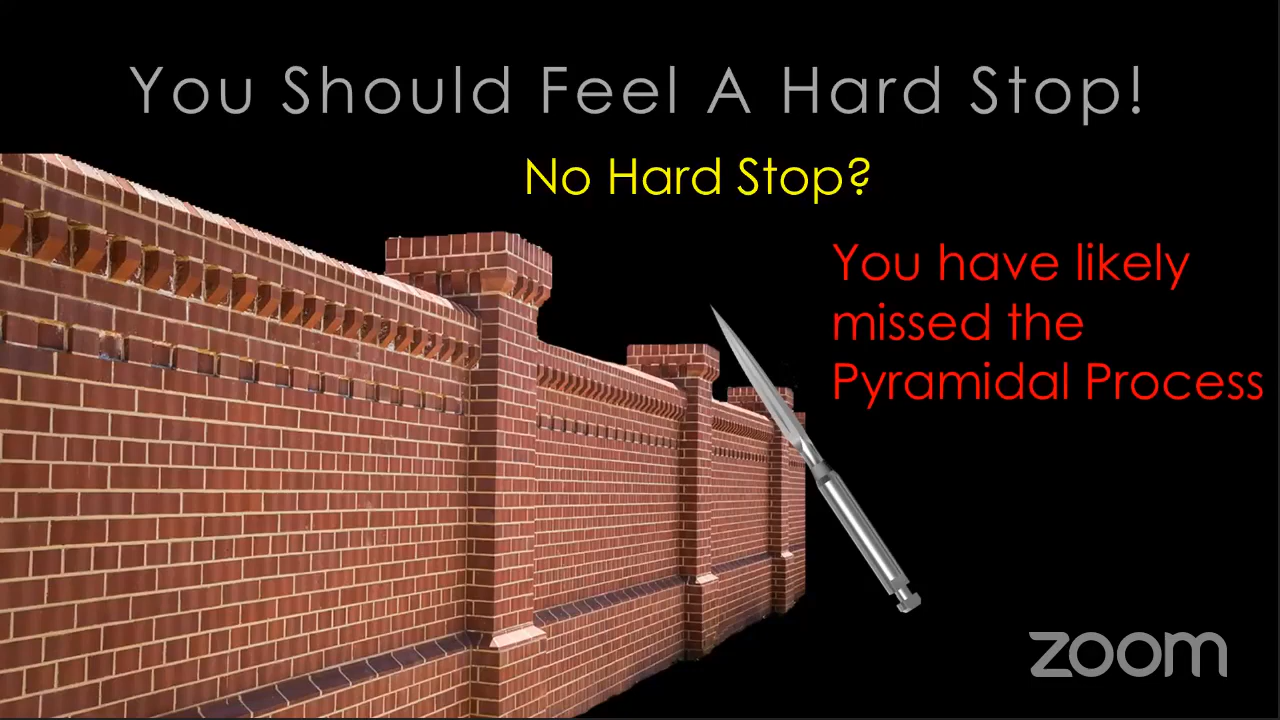 You Should Feel A Hard Stop!
No Hard Stop?
You have likely
missed the
Pyramidal Process
zoom